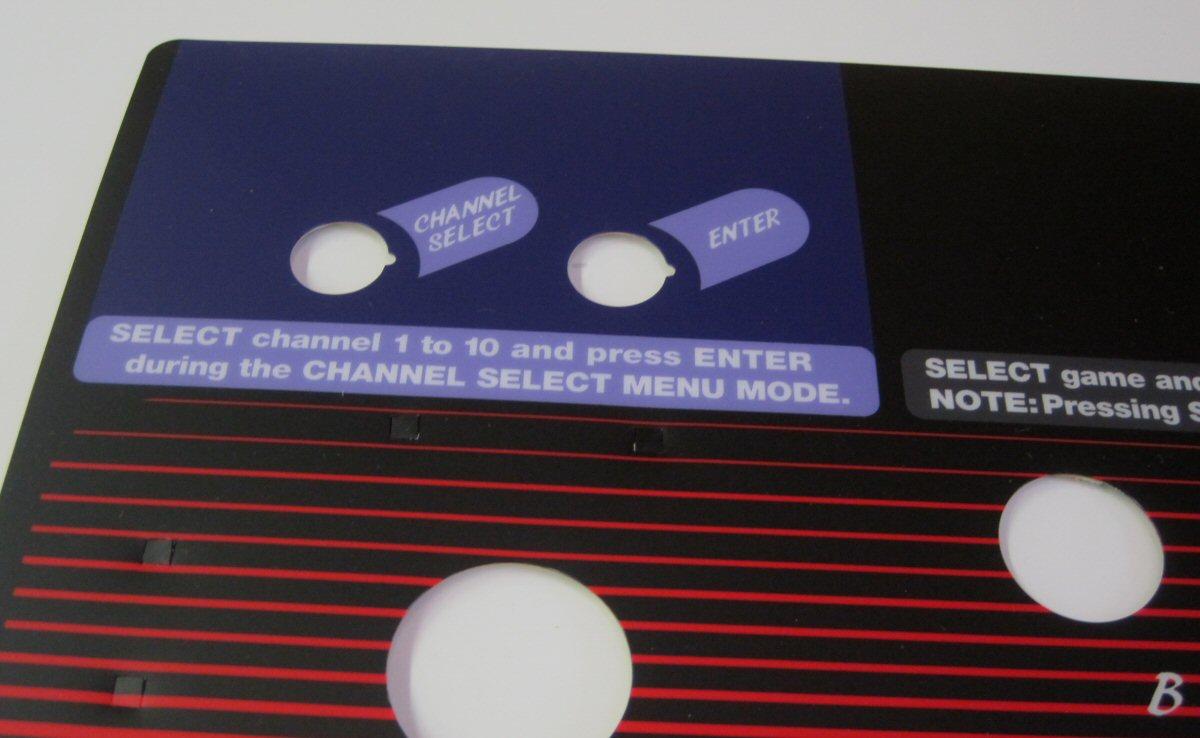 CHANNEL
SELECT
ENTER
SELECT channel 1 to 10 and press ENTER
during the CHANNEL SELECT MENU MODE.
SELECT game and
NOTE: Pressing S
B